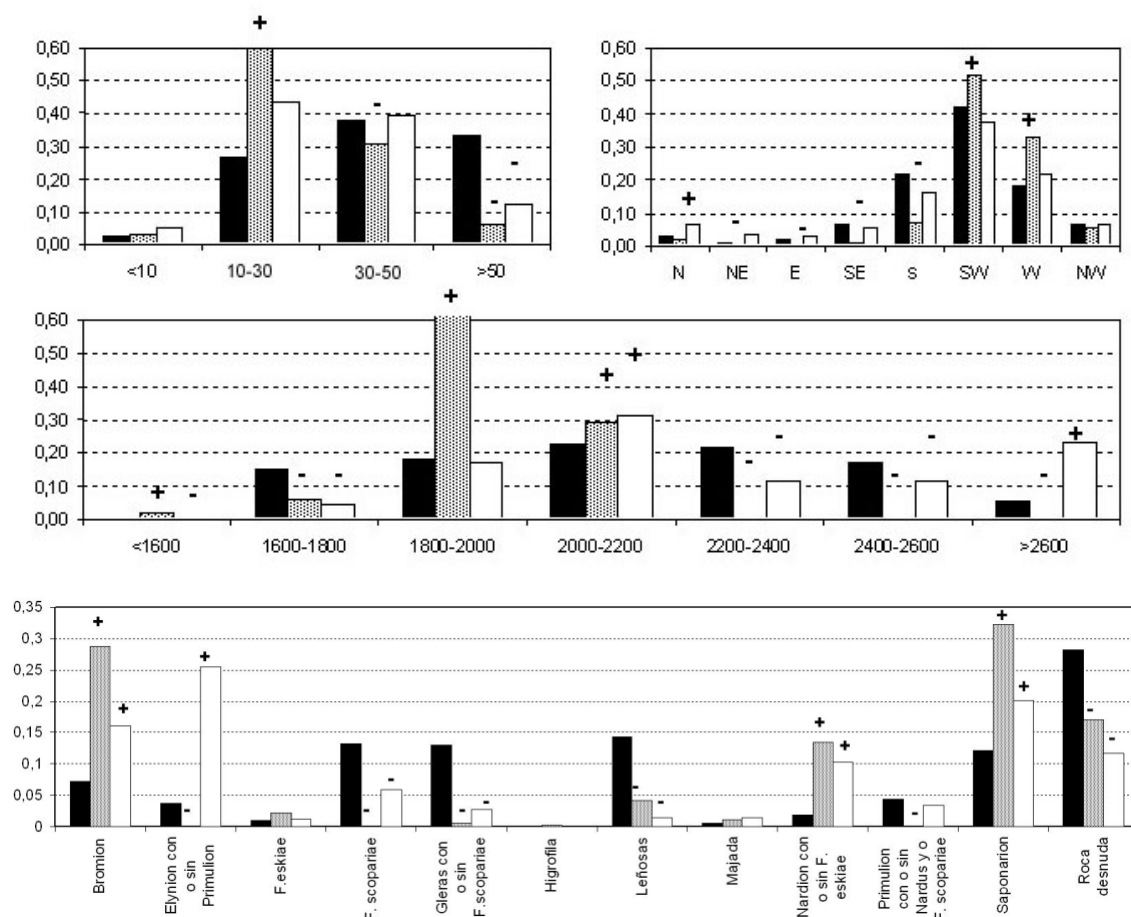 +
0,60
0,50
-
0,40
0,30
-
0,20
-
0,10
0,00
<10 10-30 30-50 >50
0,60
+
0,50
0,40
+
0,30
-
0,20
+ - -
0,10
-
0,00
N NE E SE S SW W NW
+
0,60
0,50
+
+
0,40
0,30
- -
+
0,20
- - - - -
+ -
0,10
0,00
<1600 1600-1800 1800-2000 2000-2200 2200-2400 2400-2600 >2600
0,35
+ +
0,3
+ +
0,25
0,2
+ + - 
0,15
+ -
0,1
- -
0,05
- - - - - -
0
Bromion
Elynion con
o sin
Primulion
F.eskiae
F. scopariae
Gleras con
o sin
F.scopariae
Higrofila
Leñosas
Majada
Nardion con
o sin F.
eskiae
Primulion
con o sin
Nardus y o
F. scopariae
Saponarion
Roca
desnuda